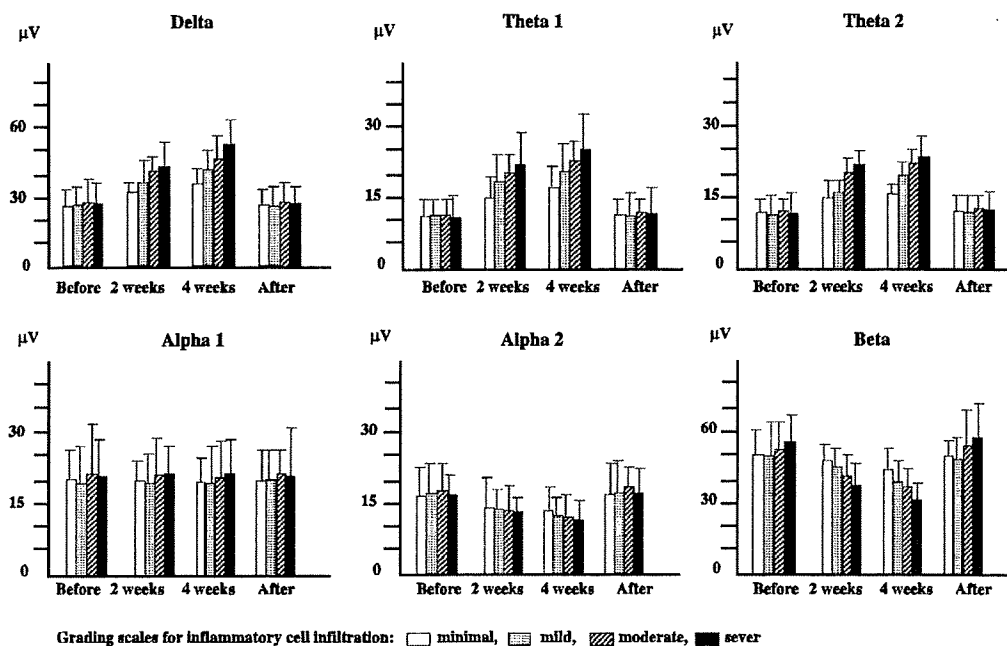 Delta
μV
60
30
0
Before 2 weeks 4 weeks After
Theta 1
μV
30
15
0
Before 2 weeks 4 weeks After
Theta 2
μV
30
15
0
Before 2 weeks 4 weeks After
Alpha 1
μV
30
15
0
Before 2 weeks 4 weeks After
Alpha 2
μV
30
15
0
Before 2 weeks 4 weeks After
Beta
μV
60
30
0
Before 2 weeks 4 weeks After
Grading scales for inflammatory cell infiltration: minimal, mild, moderate, sever